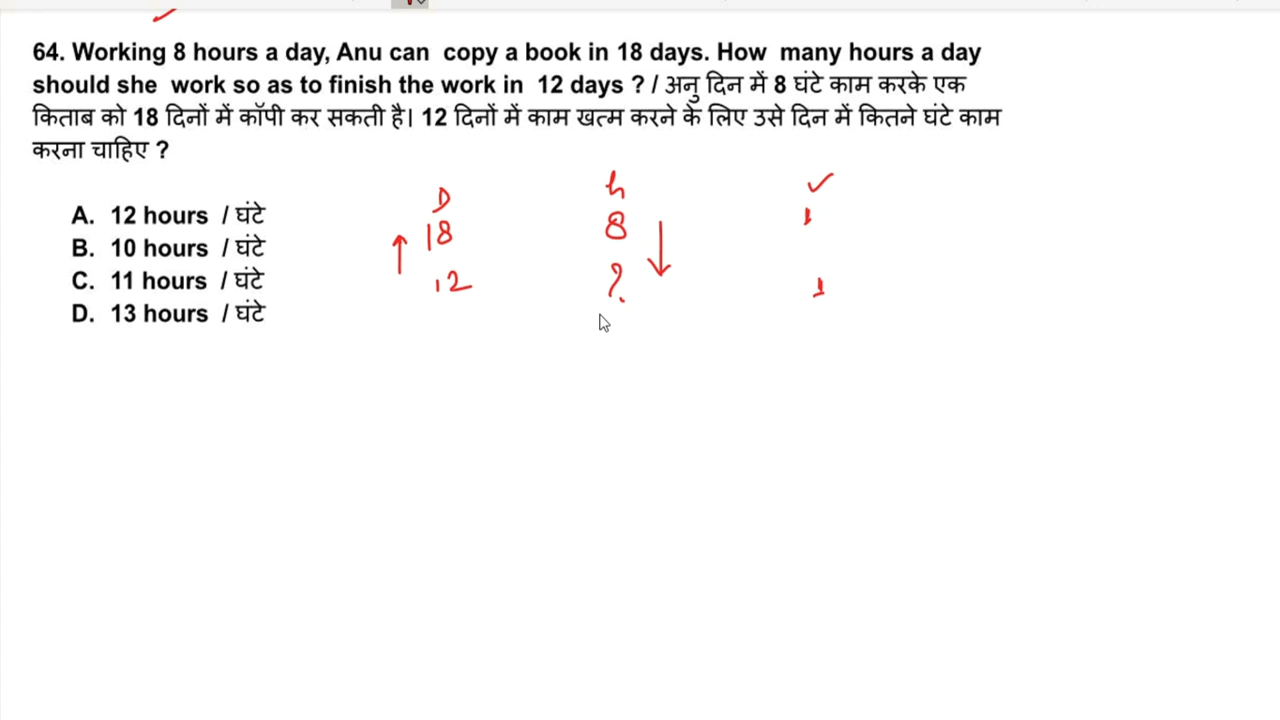 64. Working 8 hours a day, Anu can copy a book in 18 days. How many hours a day
should she work so as to finish the work in 12 days ? / अनु दिन में 8 घंटे काम करके एक
किताब को 18 दिनों में कॉपी कर सकती है। 12 दिनों में काम खत्म करने के लिए उसे दिन में कितने घंटे काम
करना चाहिए ?
A. 12 hours / घंटे
B. 10 hours / घंटे
C. 11 hours / घंटे
D. 13 hours / घंटे
D h ✓
↑ 18 8 ↓ 1
12 ? 1